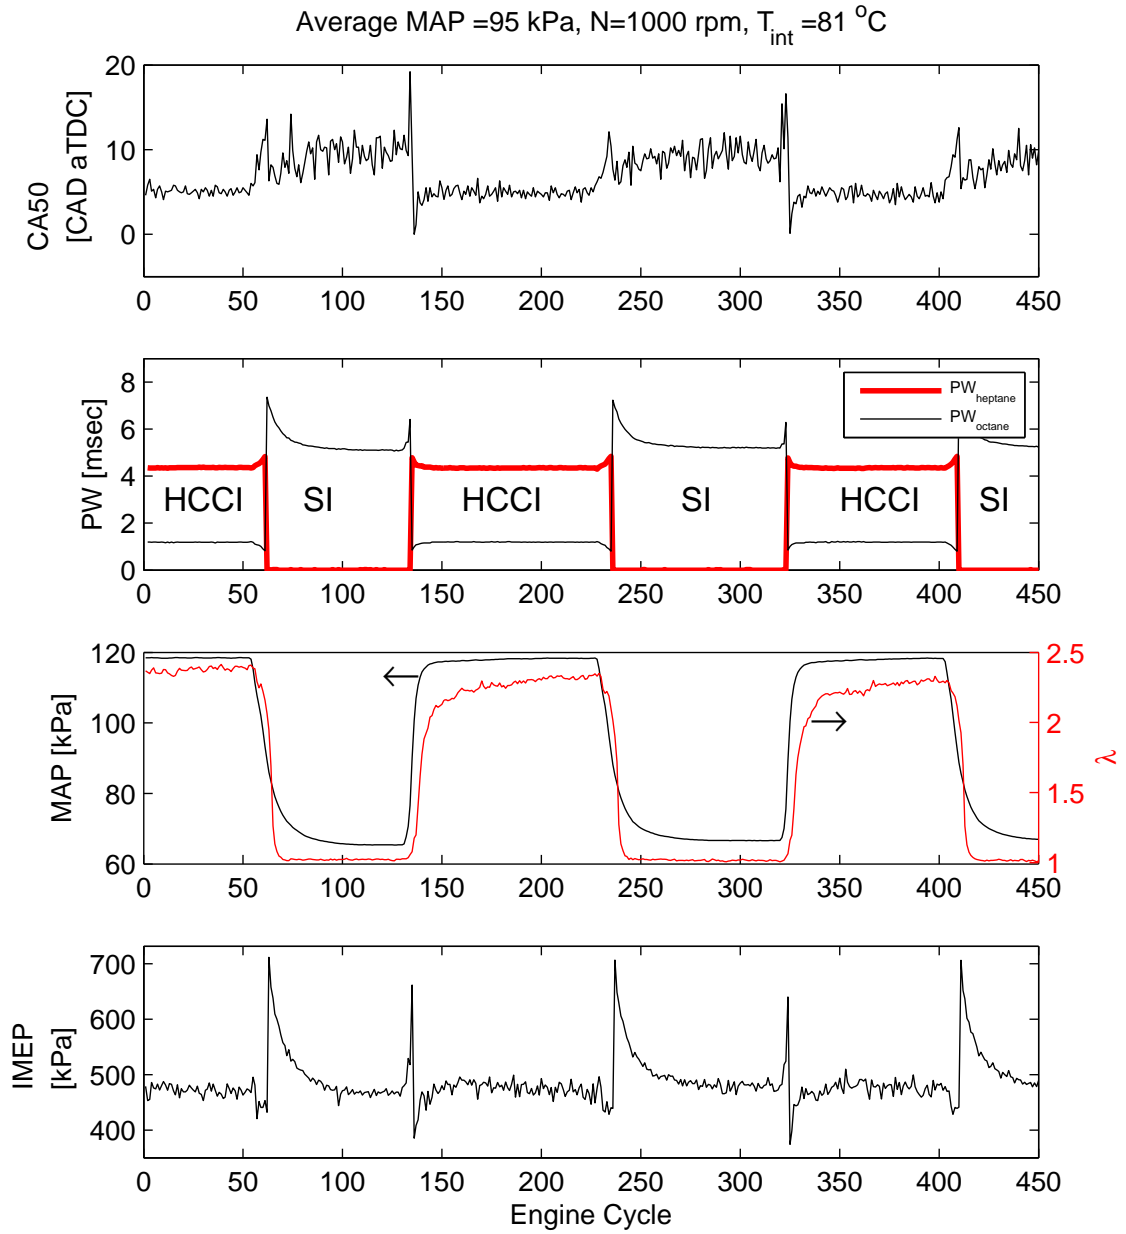 Average MAP =95 kPa, N=1000 rpm, T_int =81 °C
20
10
0
CA50
[CAD aTDC]
0 50 100 150 200 250 300 350 400 450
8
6
4
2
0
PW [msec]
PW_heptane
PW_octane
HCCI SI HCCI SI HCCI SI
0 50 100 150 200 250 300 350 400 450
120
100
80
60
MAP [kPa]
2.5
2
1.5
1
λ
0 50 100 150 200 250 300 350 400 450
700
600
500
400
IMEP
[kPa]
0 50 100 150 200 250 300 350 400 450
Engine Cycle